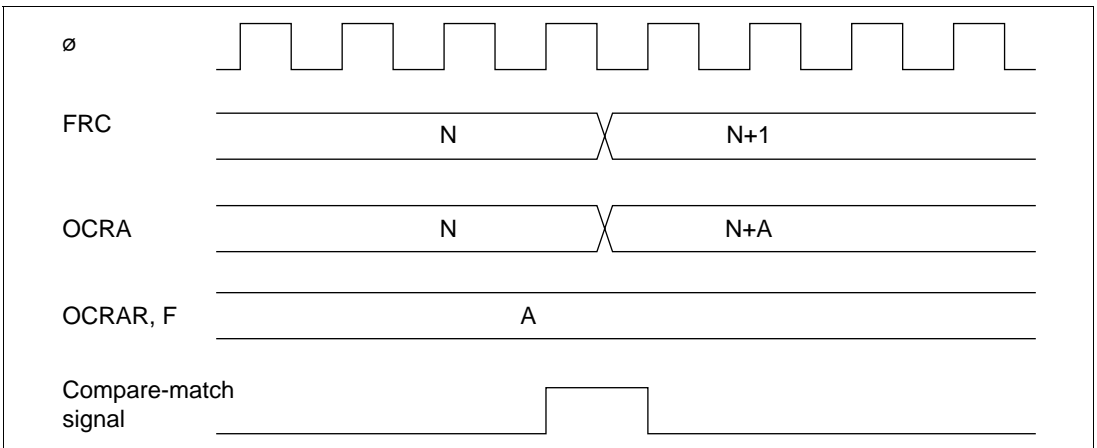 ø
FRC N N+1
OCRA N N+A
OCRAR, F A
Compare-match
signal